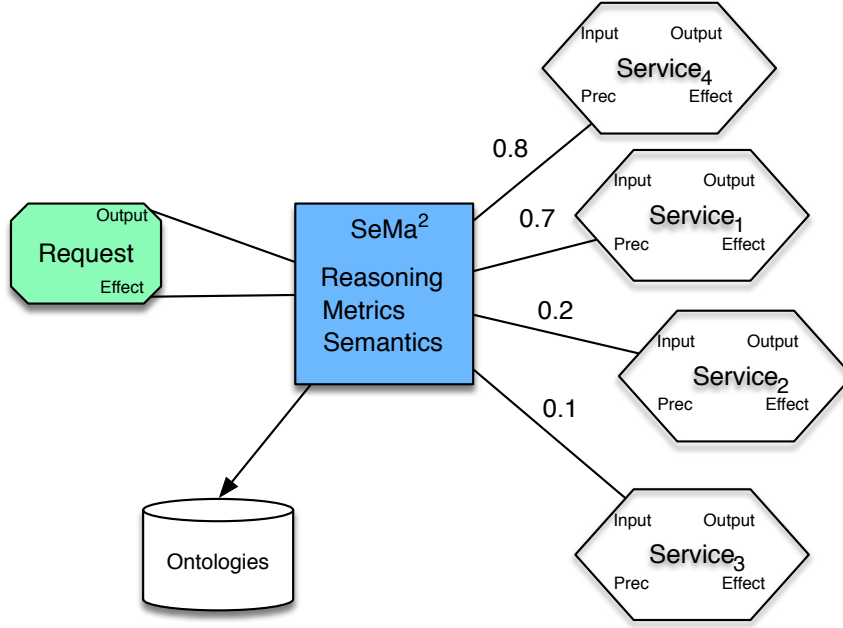 Output
Request
Effect
SeMa²
Reasoning
Metrics
Semantics
Ontologies
0.8
0.7
0.2
0.1
Input Output
Service₄
Prec Effect
Input Output
Service₁
Prec Effect
Input Output
Service₂
Prec Effect
Input Output
Service₃
Prec Effect